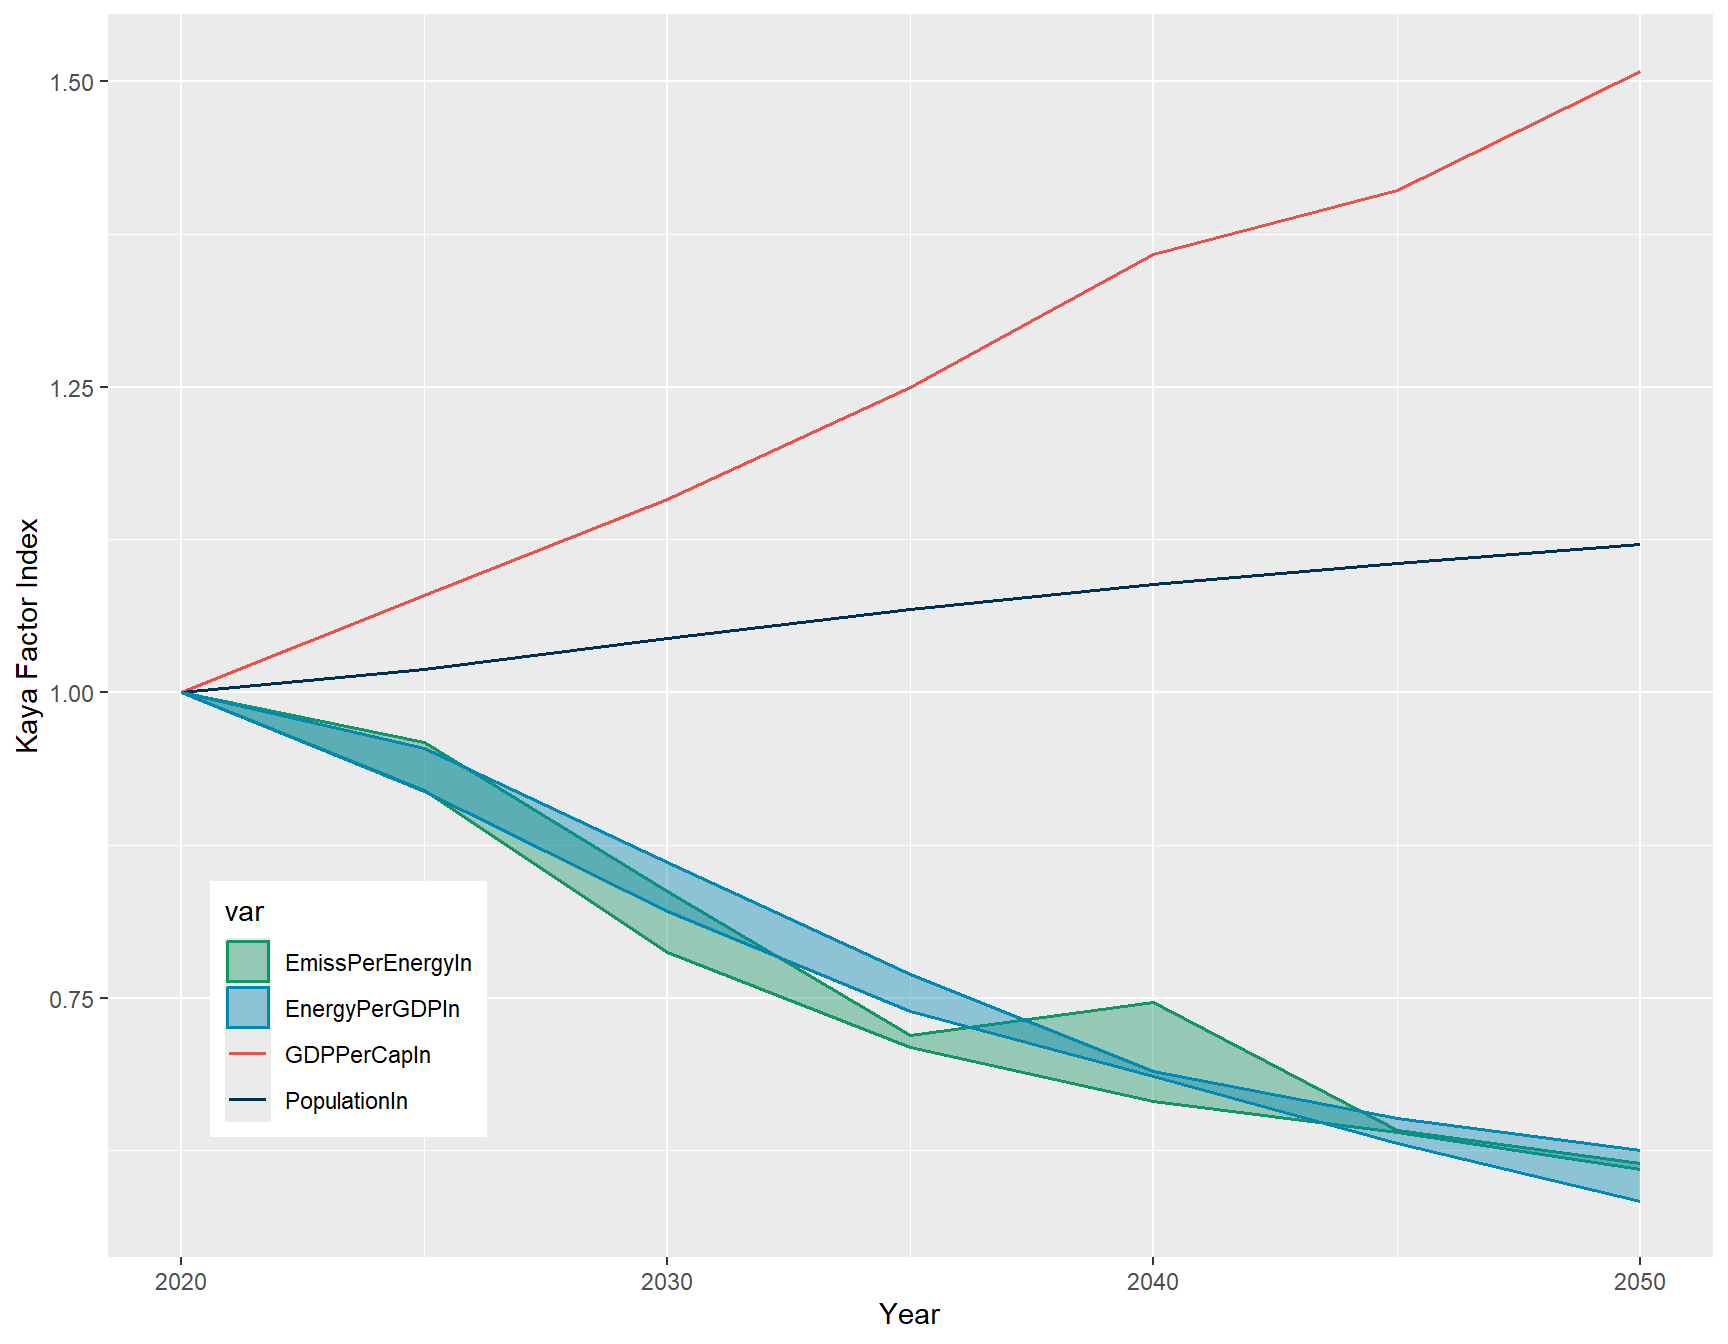 1.50
1.25
1.00
0.75
Kaya Factor Index
var
EmissPerEnergyIn
EnergyPerGDPIn
GDPPerCapIn
PopulationIn
2020 2030 2040 2050
Year